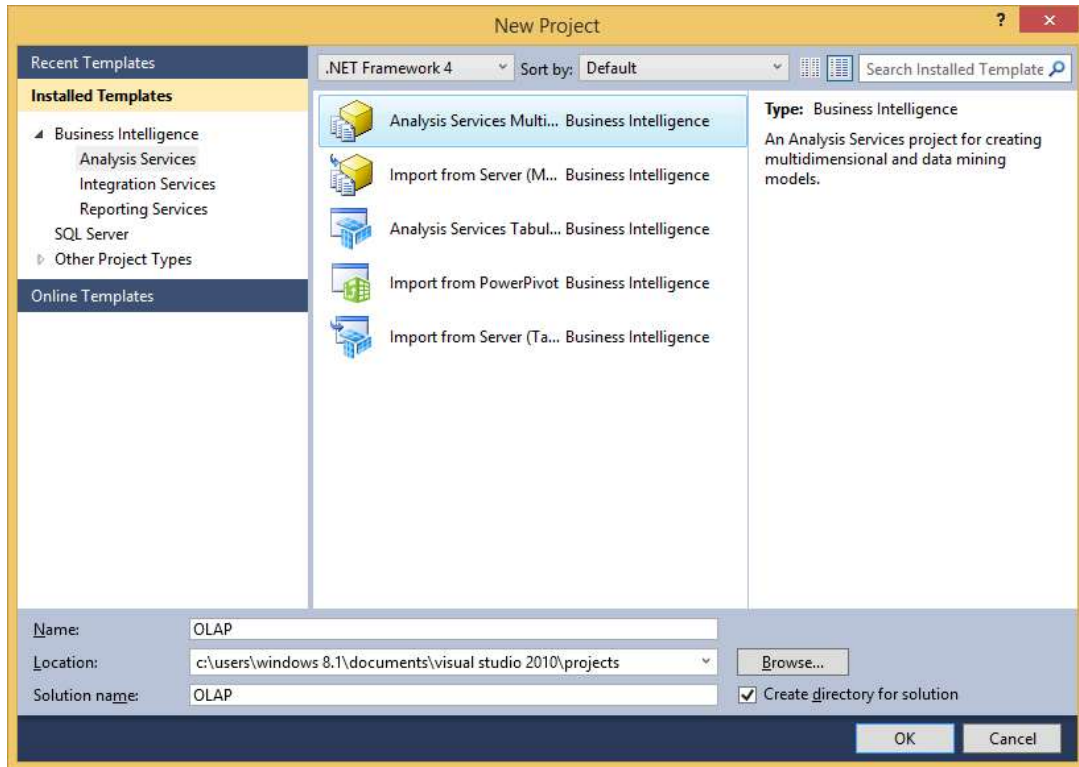 New Project
?
Recent Templates
Installed Templates
Business Intelligence
Analysis Services
Integration Services
Reporting Services
SQL Server
Other Project Types
Online Templates
.NET Framework 4 Sort by: Default Search Installed Template
Analysis Services Multi... Business Intelligence
Import from Server (M... Business Intelligence
Analysis Services Tabul... Business Intelligence
Import from PowerPivot Business Intelligence
Import from Server (Ta... Business Intelligence
Type: Business Intelligence
An Analysis Services project for creating
multidimensional and data mining
models.
Name: OLAP
Location: c:\users\windows 8.1\documents\visual studio 2010\projects Browse...
Solution name: OLAP Create directory for solution
OK Cancel